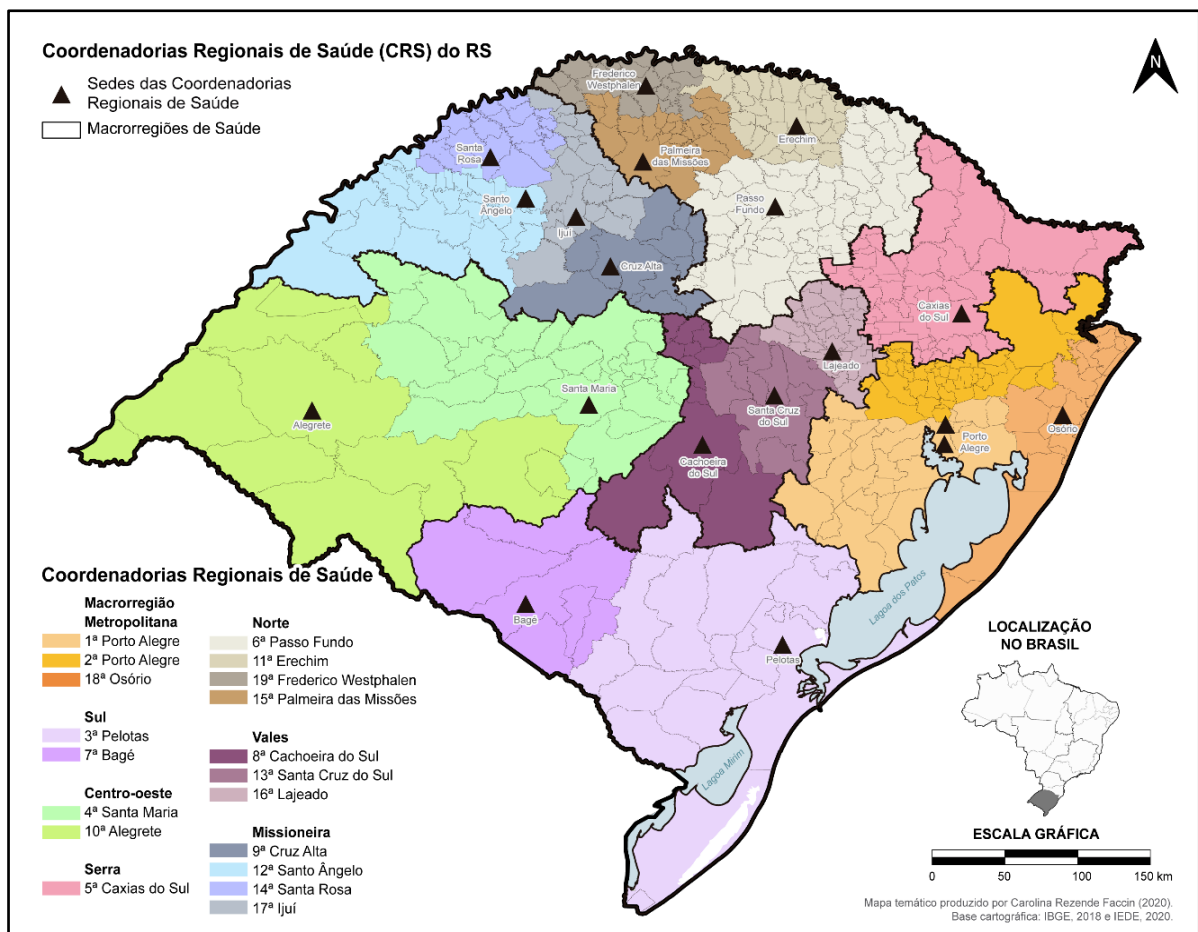 Coordenadorias Regionais de Saúde (CRS) do RS
Sedes das Coordenadorias
Regionais de Saúde
Macrorregiões de Saúde
N
Frederico
Westphalen
Erechim
Santa
Rosa
Palmeira
das Missões
Santo
Ângelo
Passo
Fundo
Ijuí
Cruz Alta
Caxias
do Sul
Lajeado
Santa Maria
Santa Cruz
do Sul
Alegrete
Osório
Porto
Alegre
Cachoeira
do Sul
Lagoa dos Patos
Bagé
Pelotas
Lagoa Mirim
Coordenadorias Regionais de Saúde
Macrorregião
Metropolitana
1ª Porto Alegre
2ª Porto Alegre
18ª Osório
Sul
3ª Pelotas
7ª Bagé
Centro-oeste
4ª Santa Maria
10ª Alegrete
Serra
5ª Caxias do Sul
Norte
6ª Passo Fundo
11ª Erechim
19ª Frederico Westphalen
15ª Palmeira das Missões
Vales
8ª Cachoeira do Sul
13ª Santa Cruz do Sul
16ª Lajeado
Missioneira
9ª Cruz Alta
12ª Santo Ângelo
14ª Santa Rosa
17ª Ijuí
LOCALIZAÇÃO
NO BRASIL
ESCALA GRÁFICA
0 50 100 150 km
Mapa temático produzido por Carolina Rezende Faccin (2020).
Base cartográfica: IBGE, 2018 e IEDE, 2020.